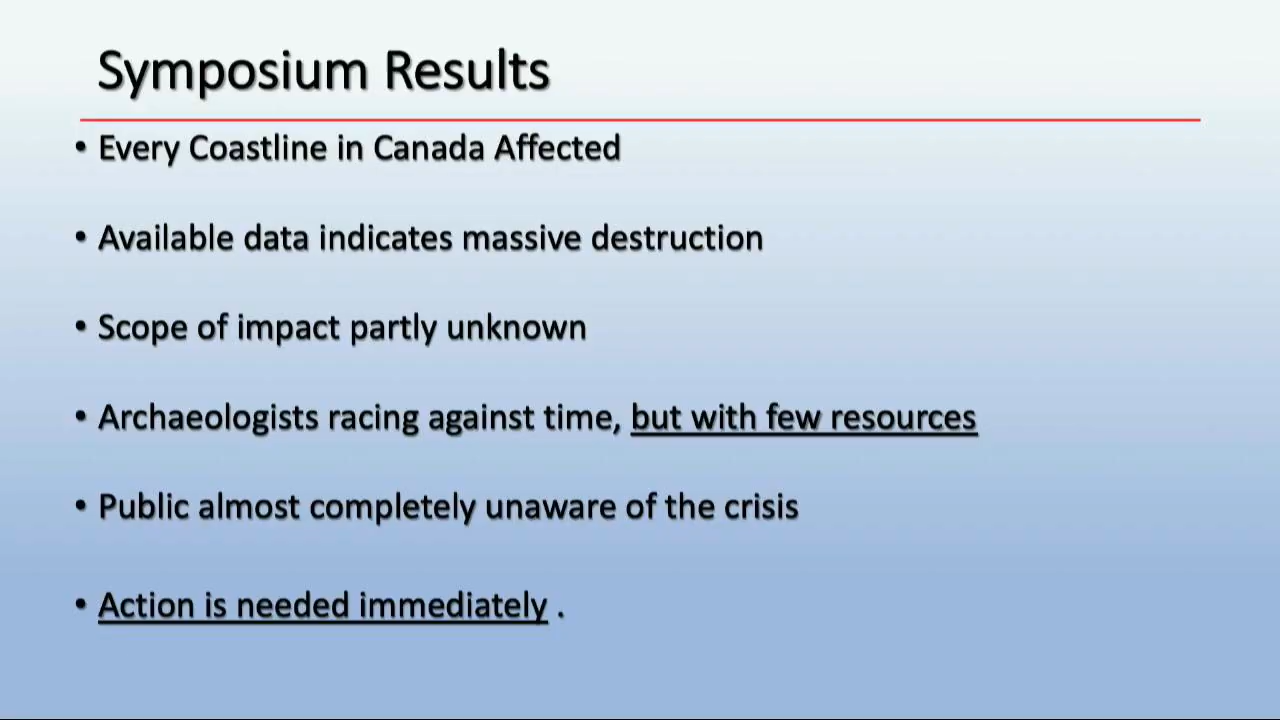 Symposium Results
• Every Coastline in Canada Affected
• Available data indicates massive destruction
• Scope of impact partly unknown
• Archaeologists racing against time, but with few resources
• Public almost completely unaware of the crisis
• Action is needed immediately .